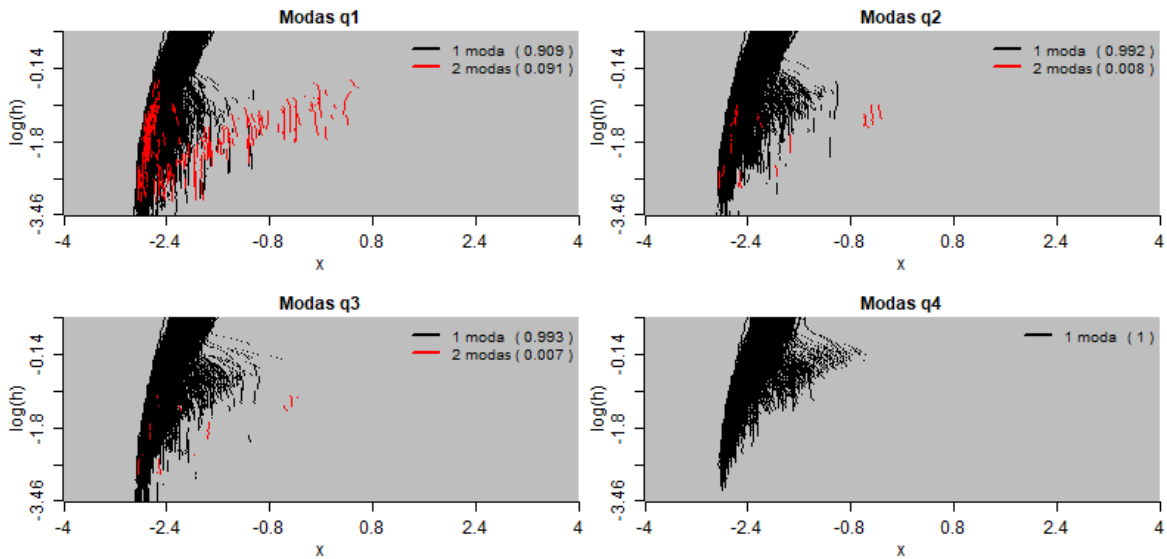 Modas q1
1 moda ( 0.909 )
2 modas ( 0.091 )
log(h)
-0.14
-1.8
-3.46
-4 -2.4 -0.8 0.8 2.4 4
x
Modas q2
1 moda ( 0.992 )
2 modas ( 0.008 )
log(h)
-0.14
-1.8
-3.46
-4 -2.4 -0.8 0.8 2.4 4
x
Modas q3
1 moda ( 0.993 )
2 modas ( 0.007 )
log(h)
-0.14
-1.8
-3.46
-4 -2.4 -0.8 0.8 2.4 4
x
Modas q4
1 moda ( 1 )
log(h)
-0.14
-1.8
-3.46
-4 -2.4 -0.8 0.8 2.4 4
x